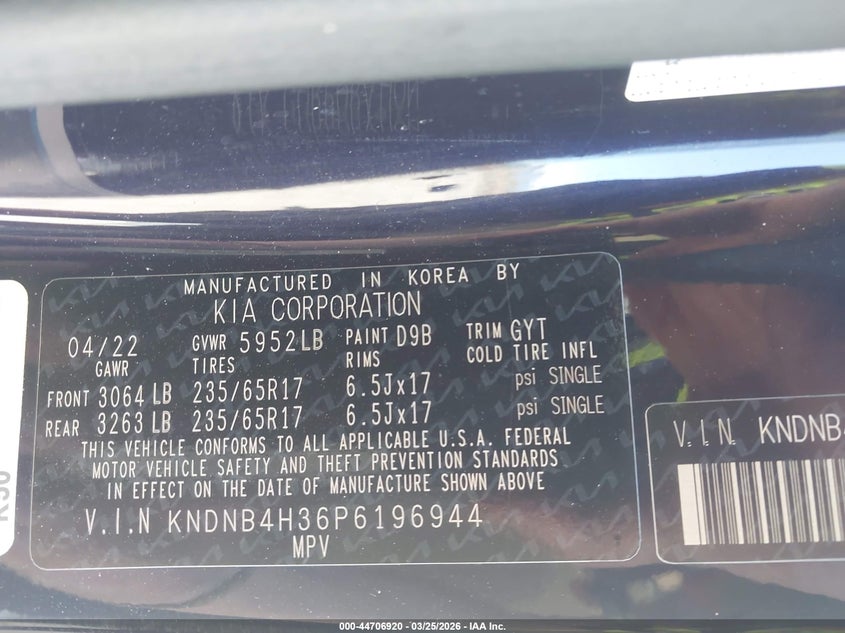 MANUFACTURED IN KOREA BY
KIA CORPORATION
04/22 GVWR 5952LB PAINT D9B TRIM GYT
GAWR TIRES RIMS COLD TIRE INFL
FRONT 3064 LB 235/65R17 6.5Jx17 psi SINGLE
REAR 3263 LB 235/65R17 6.5Jx17 psi SINGLE
THIS VEHICLE CONFORMS TO ALL APPLICABLE U.S.A. FEDERAL
MOTOR VEHICLE SAFETY AND THEFT PREVENTION STANDARDS
IN EFFECT ON THE DATE OF MANUFACTURE SHOWN ABOVE
V.I.N KNDNB4H36P6196944
MPV
V.I.N. KNDNB4
000-44706920 - 03/25/2026 - IAA Inc.